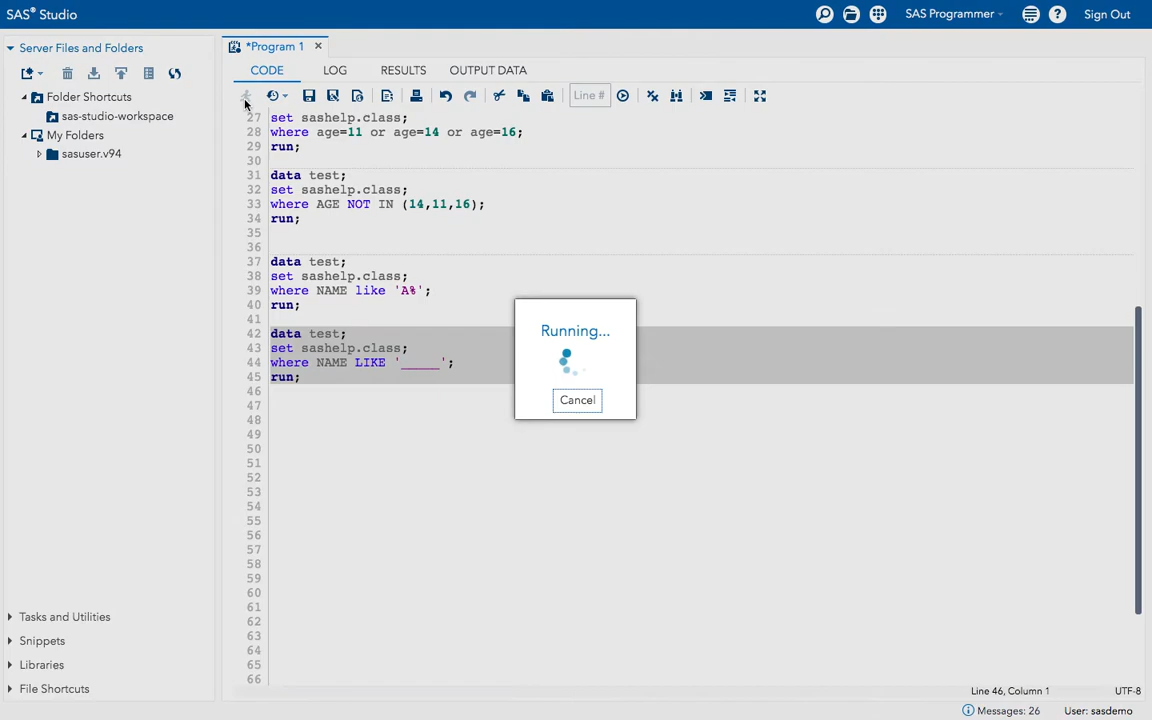 SAS® Studio
SAS Programmer
Sign Out
Server Files and Folders
*Program 1
CODE LOG RESULTS OUTPUT DATA
Line #
Folder Shortcuts
sas-studio-workspace
My Folders
sasuser.v94
27 set sashelp.class;
28 where age=11 or age=14 or age=16;
29 run;
30
31 data test;
32 set sashelp.class;
33 where AGE NOT IN (14,11,16);
34 run;
35
36
37 data test;
38 set sashelp.class;
39 where NAME like 'A%';
40 run;
41
42 data test;
43 set sashelp.class;
44 where NAME LIKE '_____';
45 run;
46
47
48
49
50
51
52
53
54
55
56
57
58
59
60
61
62
63
64
65
66
Running...
Cancel
Tasks and Utilities
Snippets
Libraries
File Shortcuts
Line 46, Column 1
UTF-8
Messages: 26
User: sasdemo